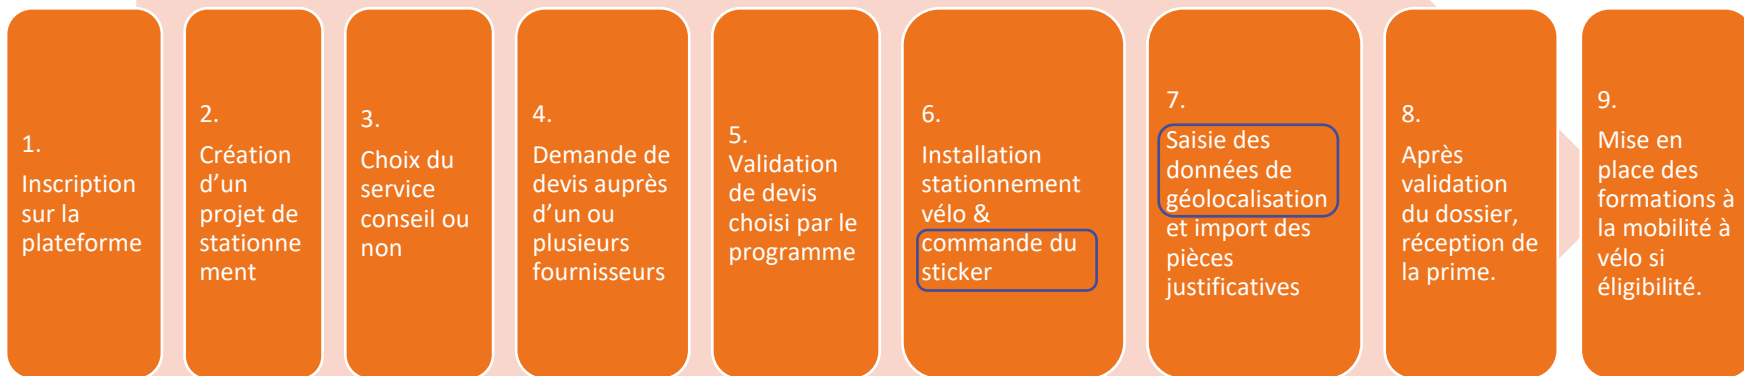 1.
Inscription
sur la
plateforme
2.
Création
d'un
projet de
stationne
ment
3.
Choix du
service
conseil ou
non
4.
Demande de
devis auprès
d'un ou
plusieurs
fournisseurs
5.
Validation
de devis
choisi par le
programme
6.
Installation
stationnement
vélo &
commande du
sticker
7.
Saisie des
données de
géolocalisation
et import des
pièces
justificatives
8.
Après
validation
du dossier,
réception de
la prime.
9.
Mise en
place des
formations à
la mobilité à
vélo si
éligibilité.